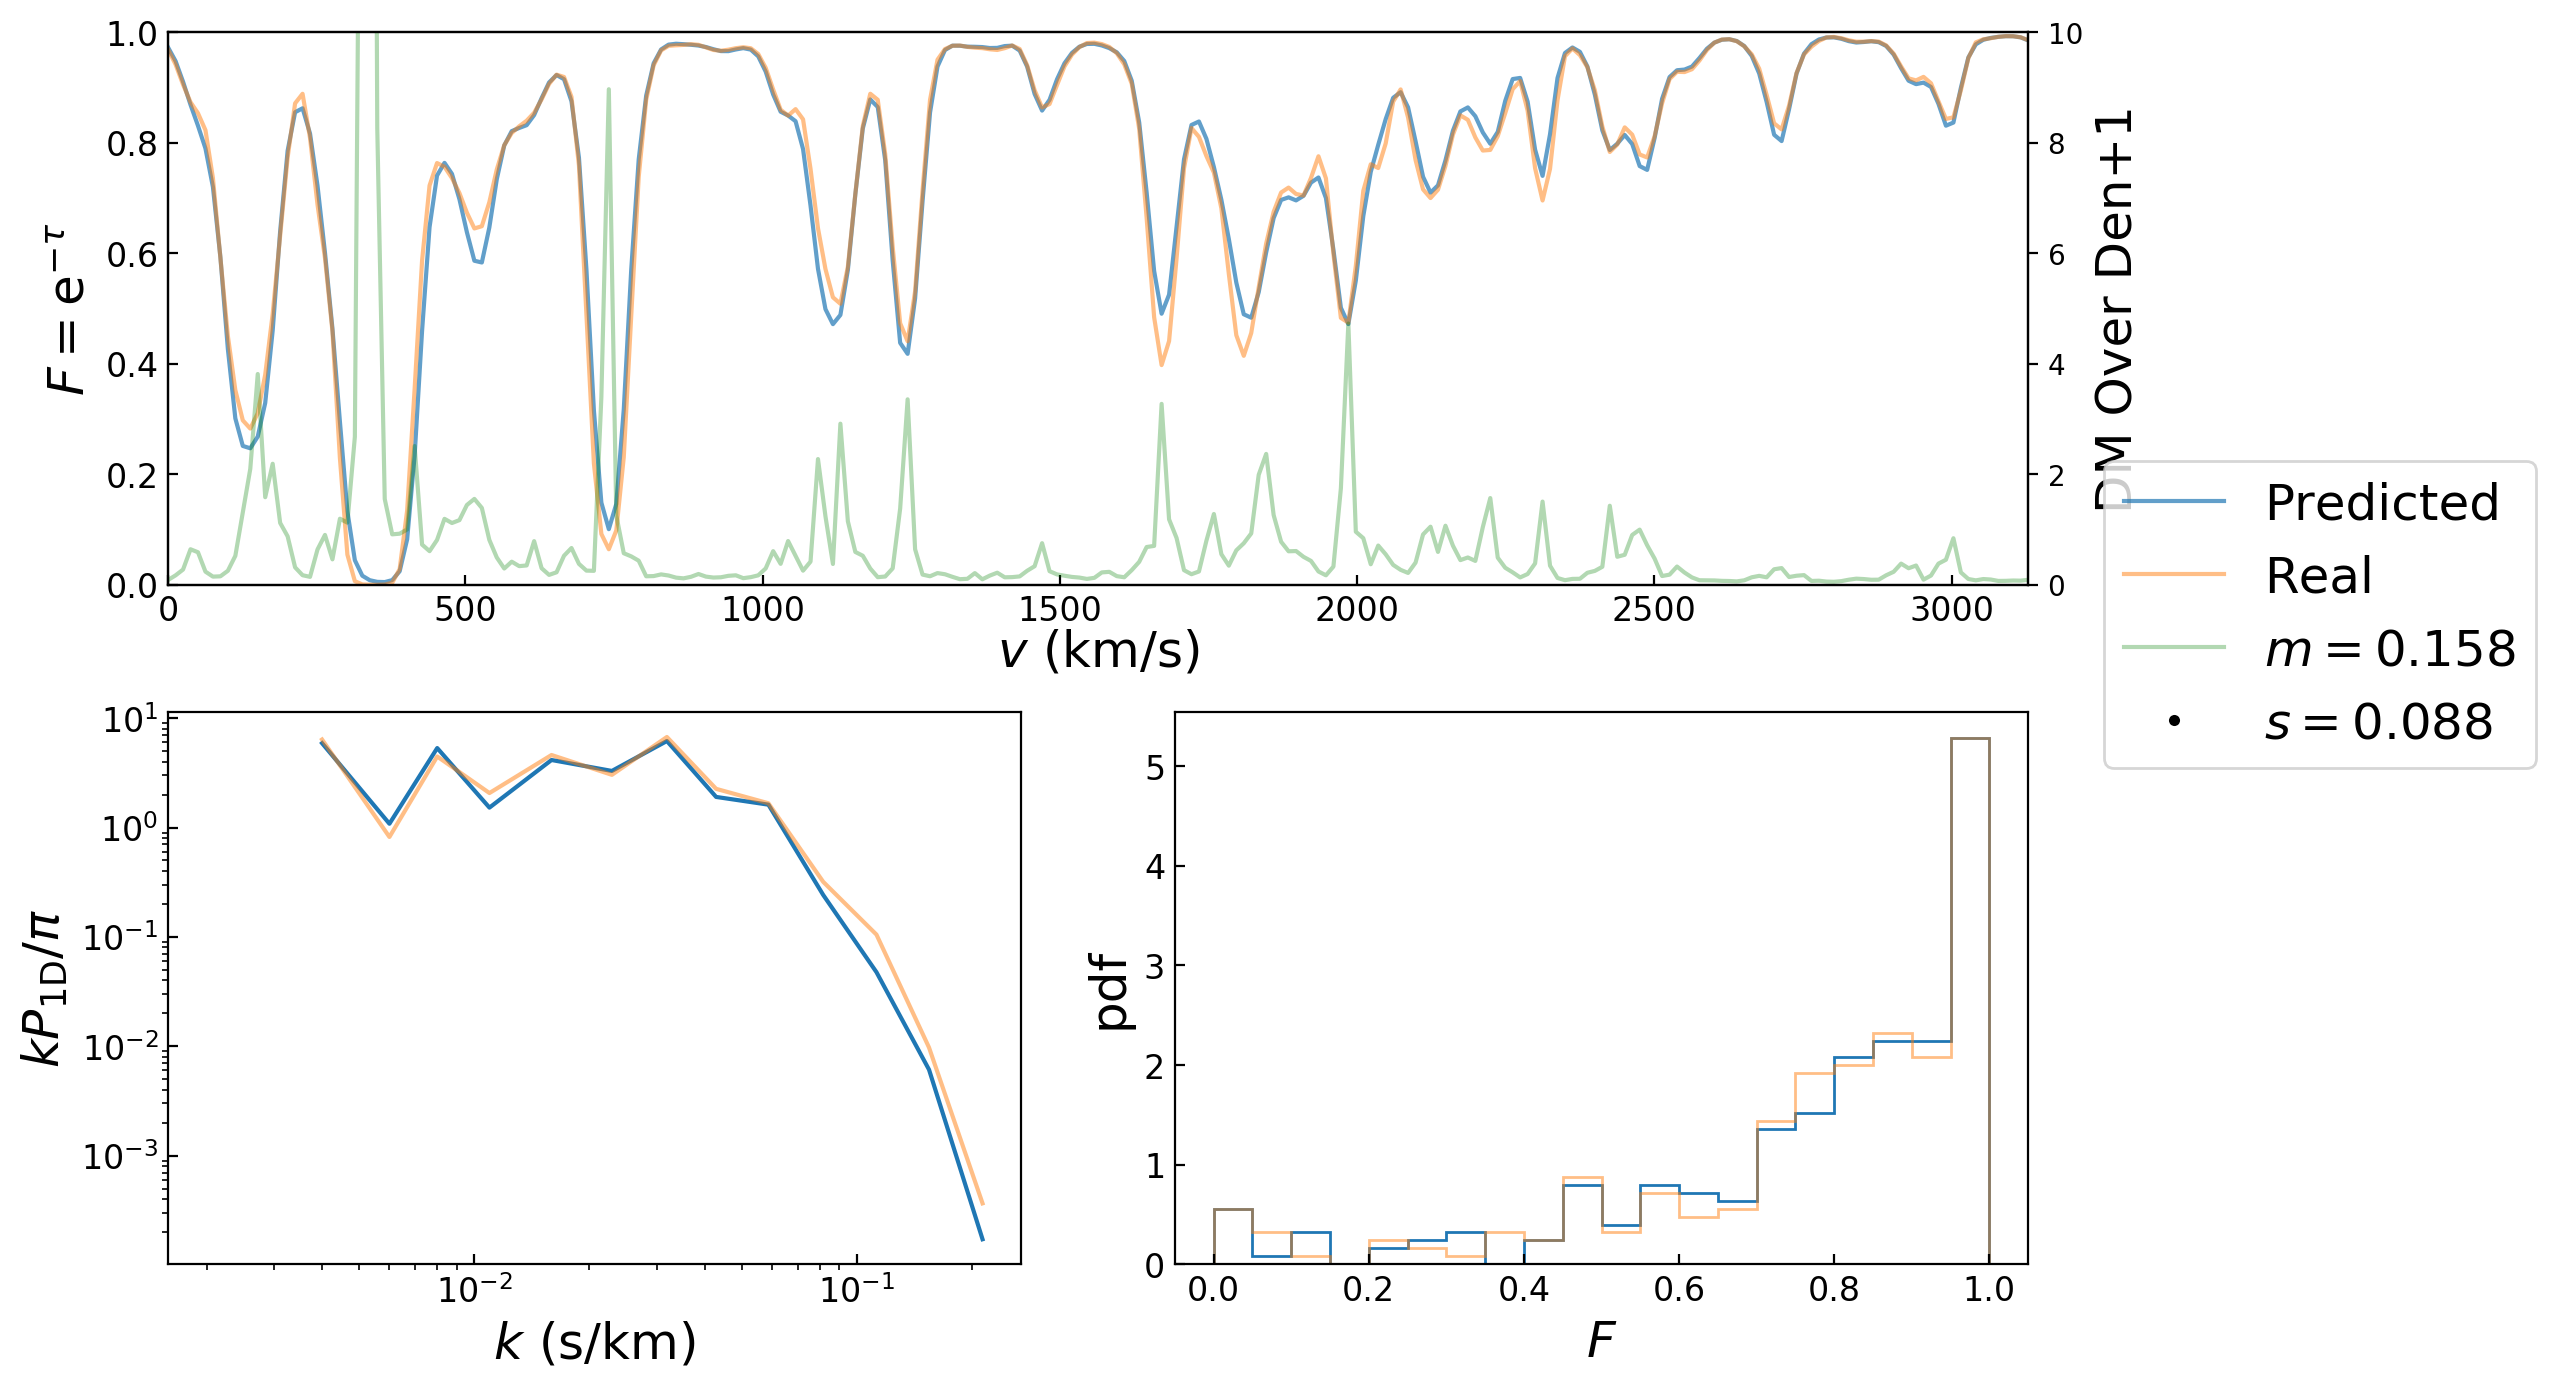 1.0
0.8
0.6
0.4
0.2
0.0
F = e^{−τ}
10
8
6
4
2
0
DM Over Den+1
0 500 1000 1500 2000 2500 3000
v (km/s)
Predicted
Real
m = 0.158
s = 0.088
10^1
10^0
10^{−1}
10^{−2}
10^{−3}
kP_{1D}/π
10^{−2} 10^{−1}
k (s/km)
5
4
3
2
1
0
pdf
0.0 0.2 0.4 0.6 0.8 1.0
F